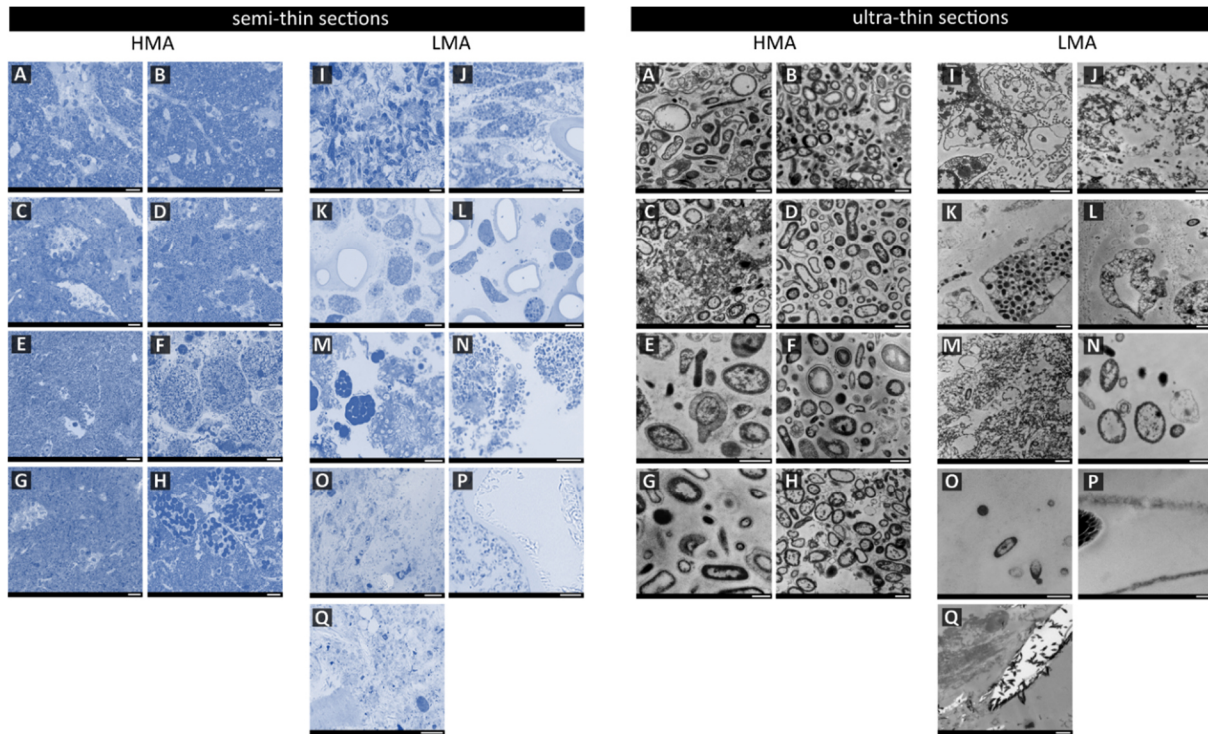 semi-thin sections
HMA LMA
A B I J
C D K L
E F M N
G H O P
Q
ultra-thin sections
HMA LMA
A B I J
C D K L
E F M N
G H O P
Q